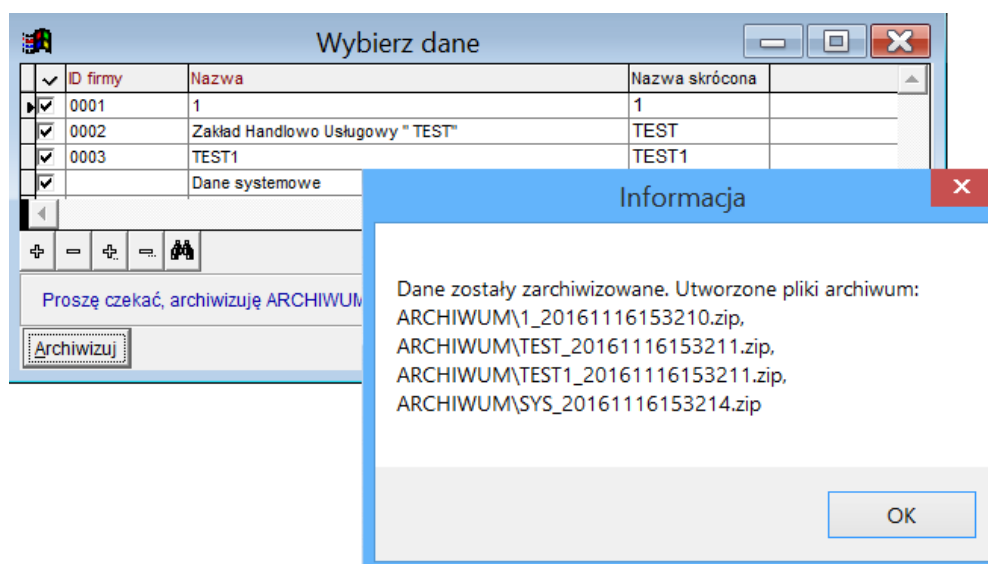 Wybierz dane
ID firmy Nazwa Nazwa skrócona
0001 1 1
0002 Zakład Handlowo Usługowy " TEST" TEST
0003 TEST1 TEST1
Dane systemowe
Proszę czekać, archiwizuję ARCHIWUM
Archiwizuj
Informacja
Dane zostały zarchiwizowane. Utworzone pliki archiwum:
ARCHIWUM\1_20161116153210.zip,
ARCHIWUM\TEST_20161116153211.zip,
ARCHIWUM\TEST1_20161116153211.zip,
ARCHIWUM\SYS_20161116153214.zip
OK